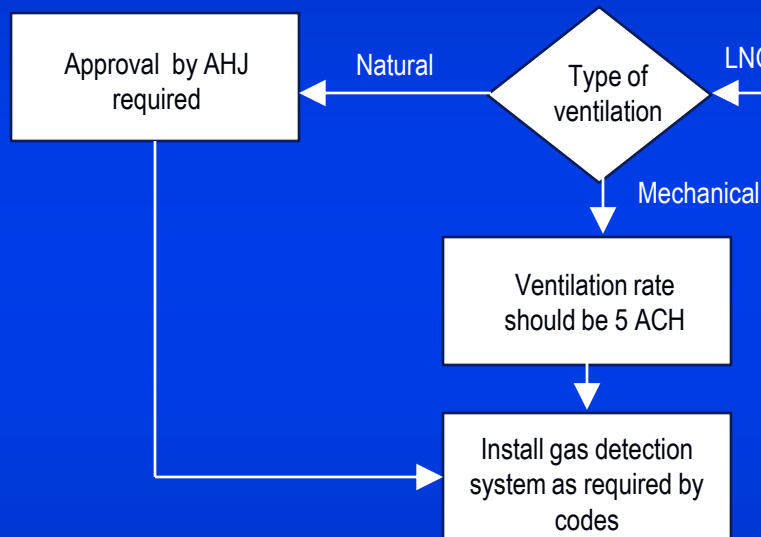 Approval by AHJ
required
Natural
Type of
ventilation
Mechanical
Ventilation rate
should be 5 ACH
Install gas detection
system as required by
codes